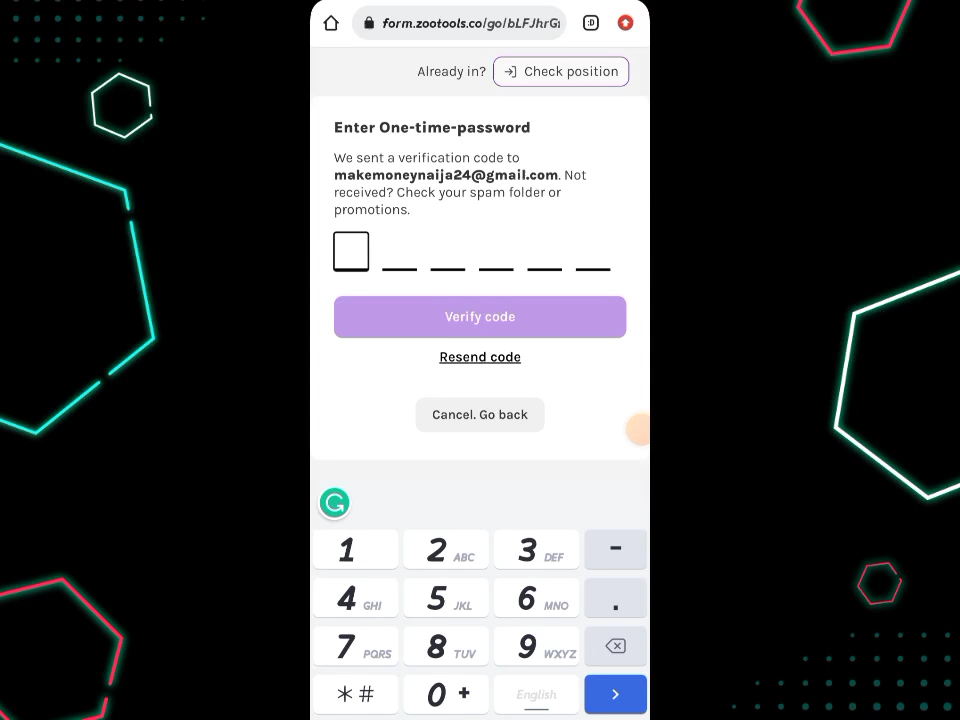 form.zootools.co/go/bLFJhrG
:D
Already in? Check position
Enter One-time-password
We sent a verification code to
makemoneynaija24@gmail.com. Not
received? Check your spam folder or
promotions.
Verify code
Resend code
Cancel. Go back
1 2 ABC 3 DEF -
4 GHI 5 JKL 6 MNO .
7 PQRS 8 TUV 9 WXYZ
*# 0 + English